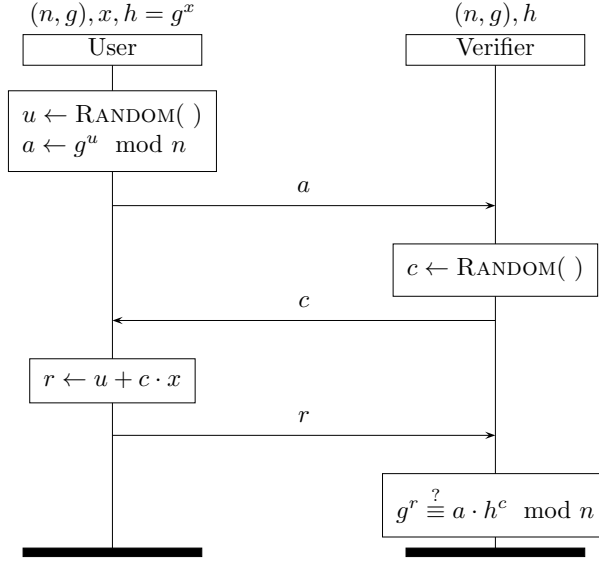 (n, g), x, h = g^x
(n, g), h
User
Verifier
u ← RANDOM( )
a ← g^u mod n
a
c ← RANDOM( )
c
r ← u + c · x
r
g^r ≟≡ a · h^c mod n